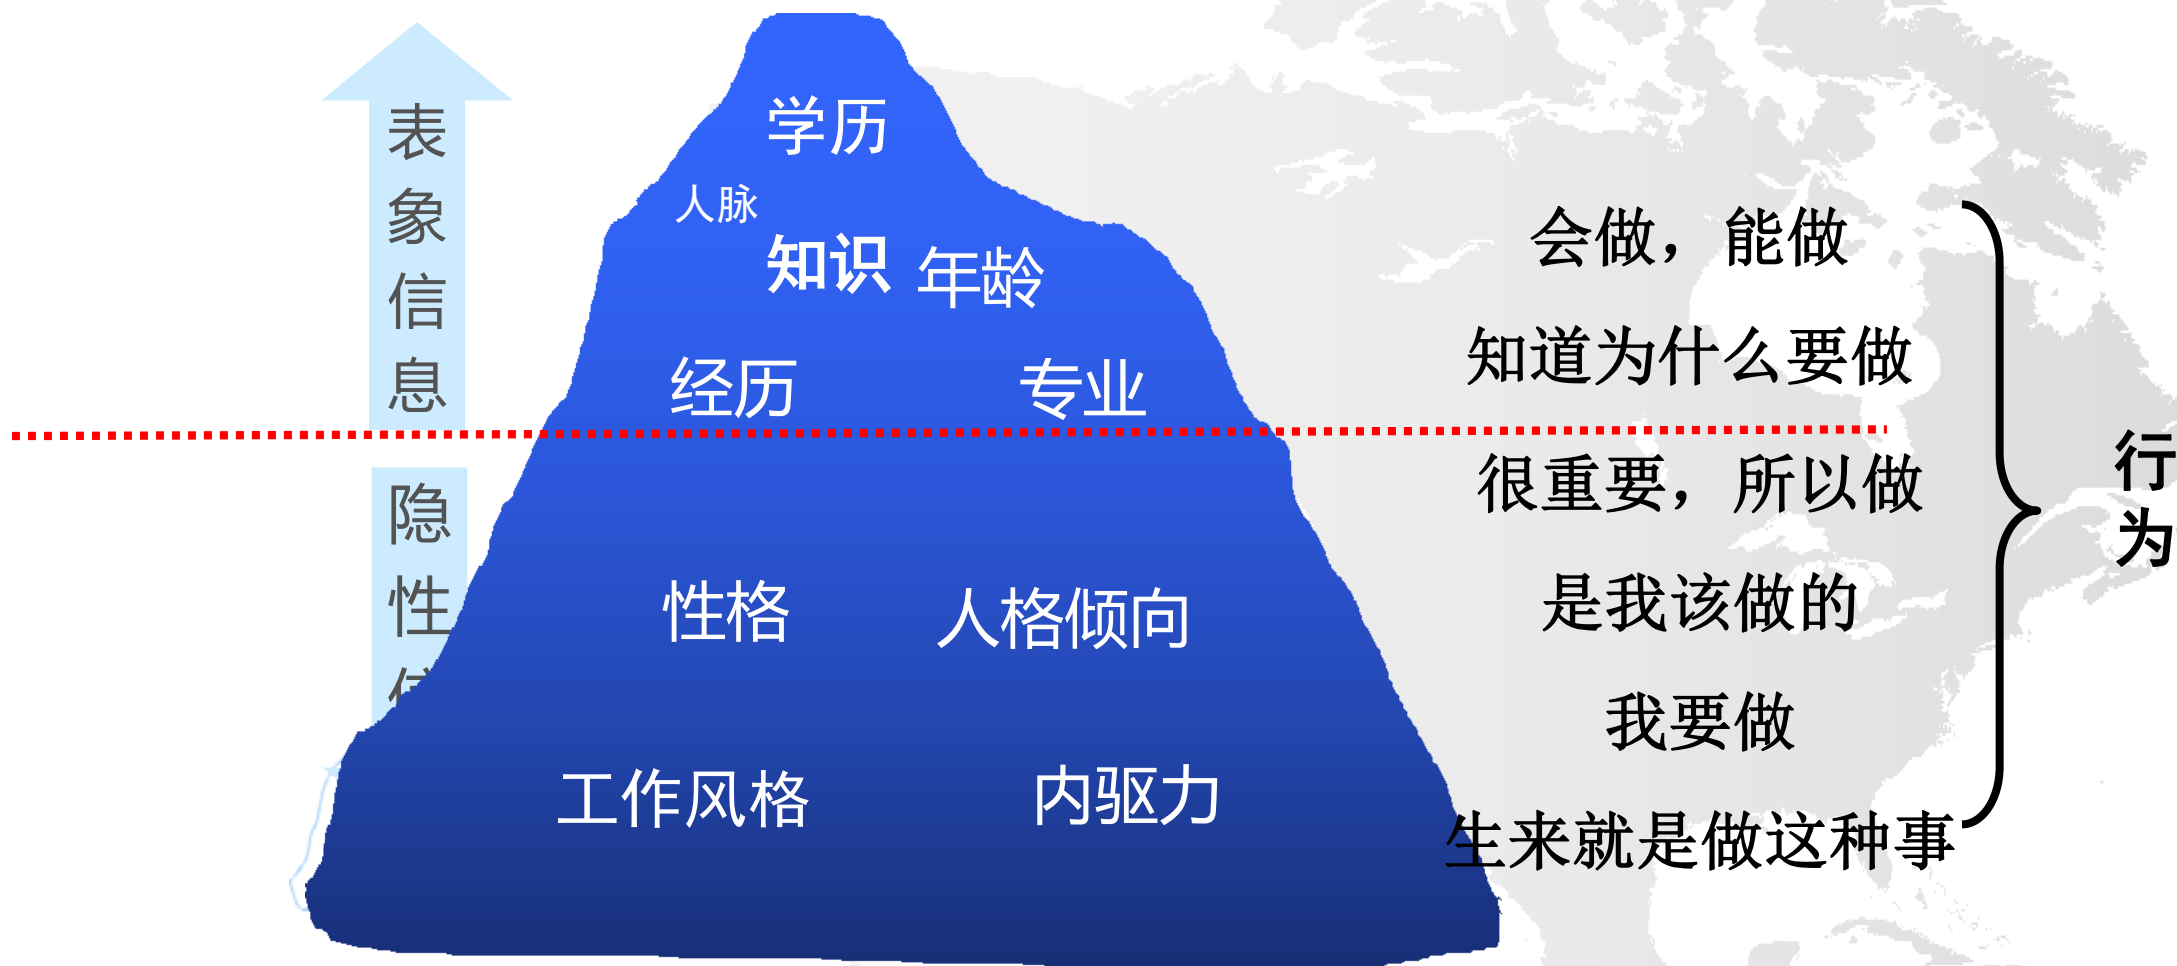 表象信息
隐性
学历
人脉
知识 年龄
经历 专业
性格 人格倾向
工作风格 内驱力
会做，能做
知道为什么要做
很重要，所以做
是我该做的
我要做
生来就是做这种事
行为